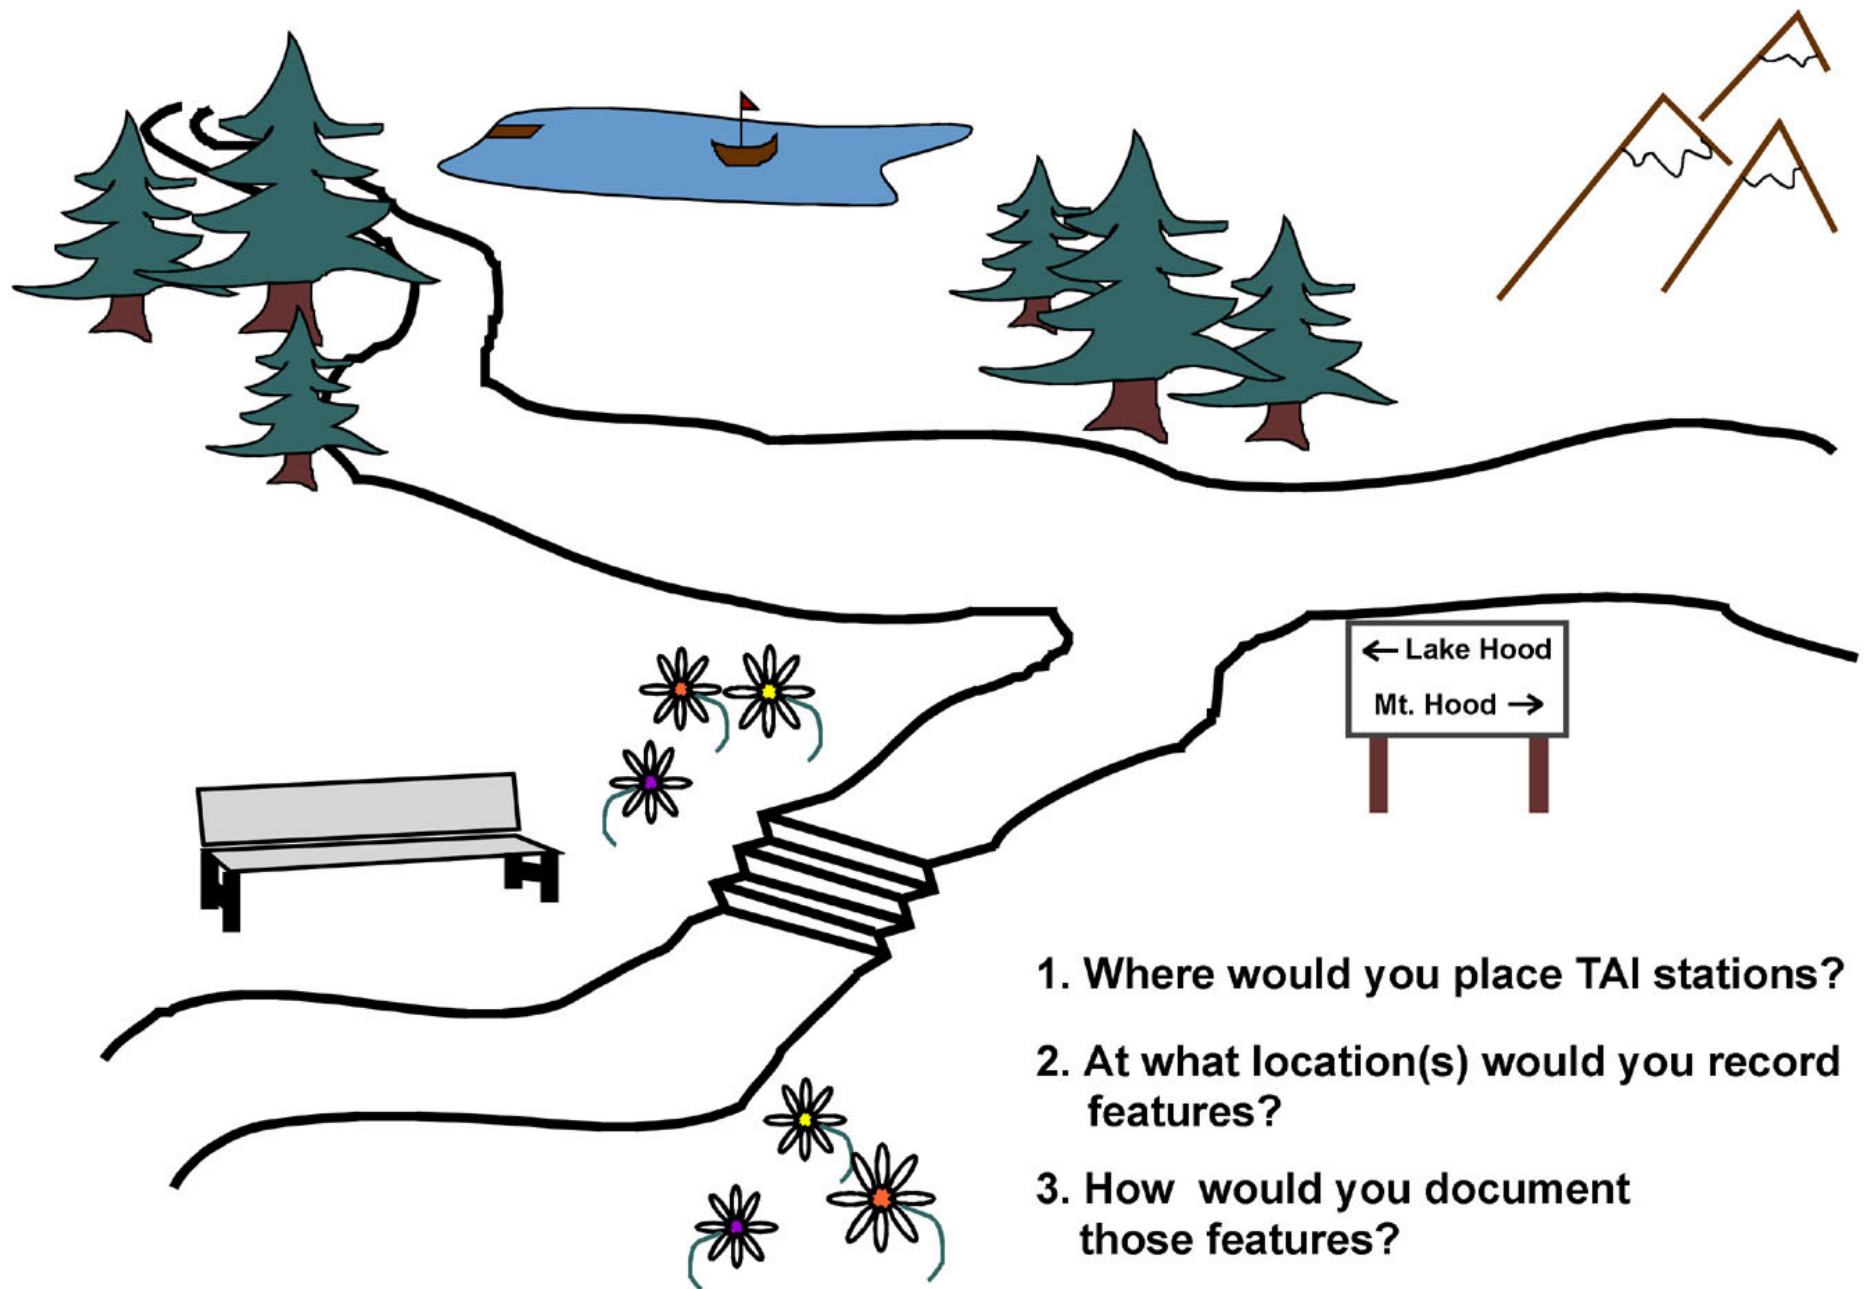 ← Lake Hood
Mt. Hood →
1. Where would you place TAI stations?
2. At what location(s) would you record
features?
3. How would you document
those features?